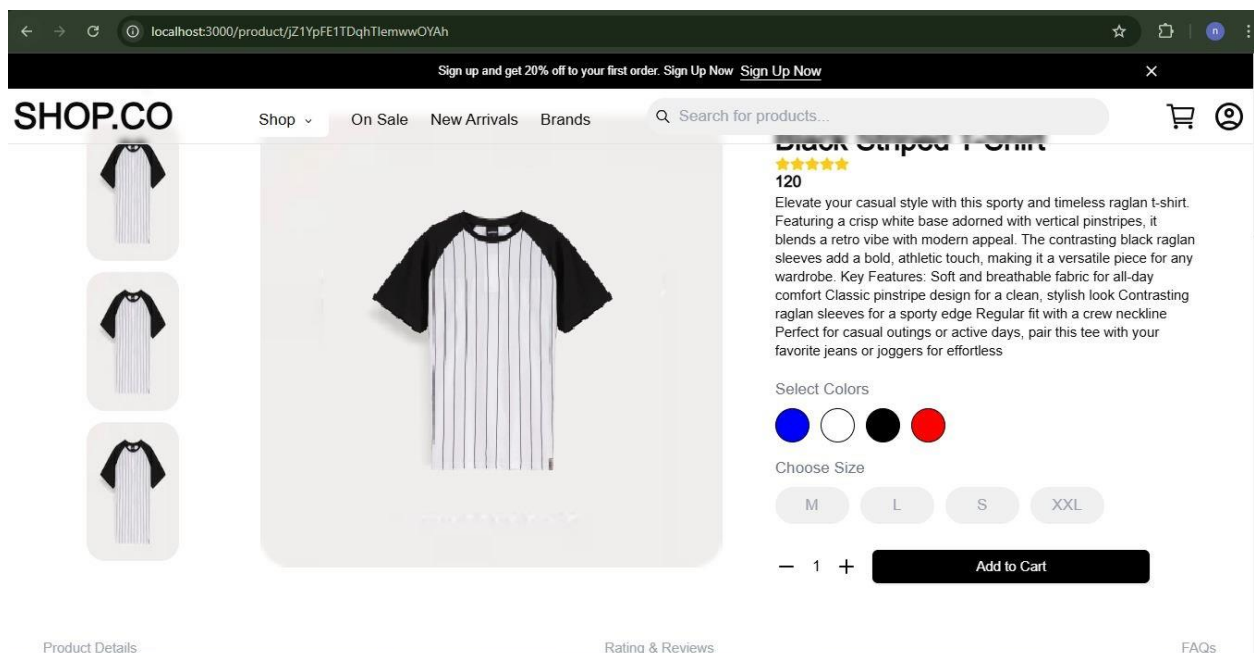 localhost:3000/product/jZ1YpFE1TDqhTlemwwOYAh
n
Sign up and get 20% off to your first order. Sign Up Now Sign Up Now
SHOP.CO
Shop
On Sale
New Arrivals
Brands
Search for products...
Black Striped T-Shirt
120
Elevate your casual style with this sporty and timeless raglan t-shirt.
Featuring a crisp white base adorned with vertical pinstripes, it
blends a retro vibe with modern appeal. The contrasting black raglan
sleeves add a bold, athletic touch, making it a versatile piece for any
wardrobe. Key Features: Soft and breathable fabric for all-day
comfort Classic pinstripe design for a clean, stylish look Contrasting
raglan sleeves for a sporty edge Regular fit with a crew neckline
Perfect for casual outings or active days, pair this tee with your
favorite jeans or joggers for effortless
Select Colors
Choose Size
M
L
S
XXL
1
Add to Cart
Product Details
Rating & Reviews
FAQs